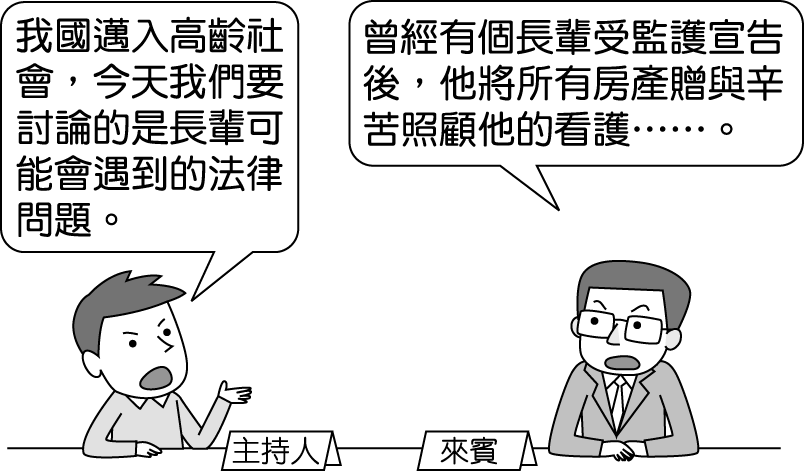 我國邁入高齡社
會，今天我們要
討論的是長輩可
能會遇到的法律
問題。
曾經有個長輩受監護宣告
後，他將所有房產贈與辛
苦照顧他的看護……。
主持人
來賓